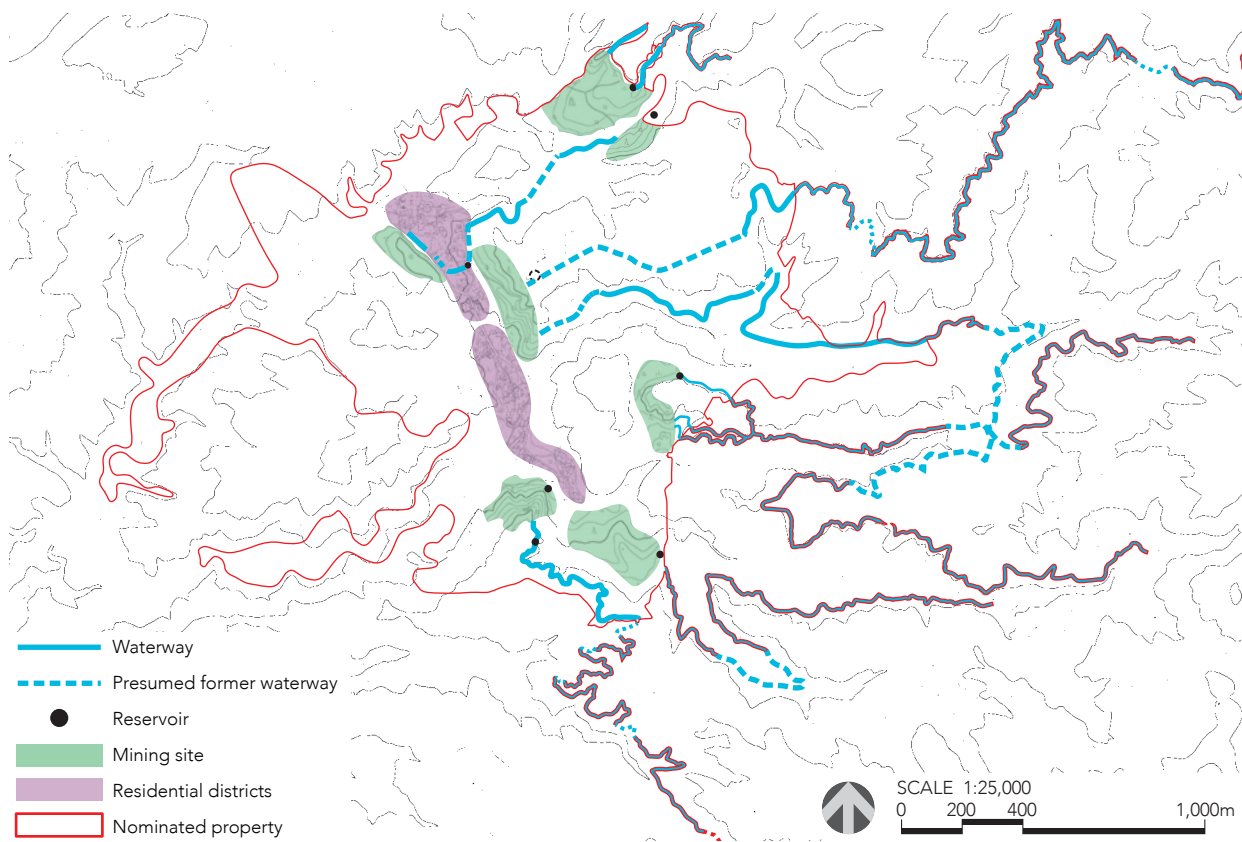 Waterway
Presumed former waterway
Reservoir
Mining site
Residential districts
Nominated property
SCALE 1:25,000
0 200 400 1,000m